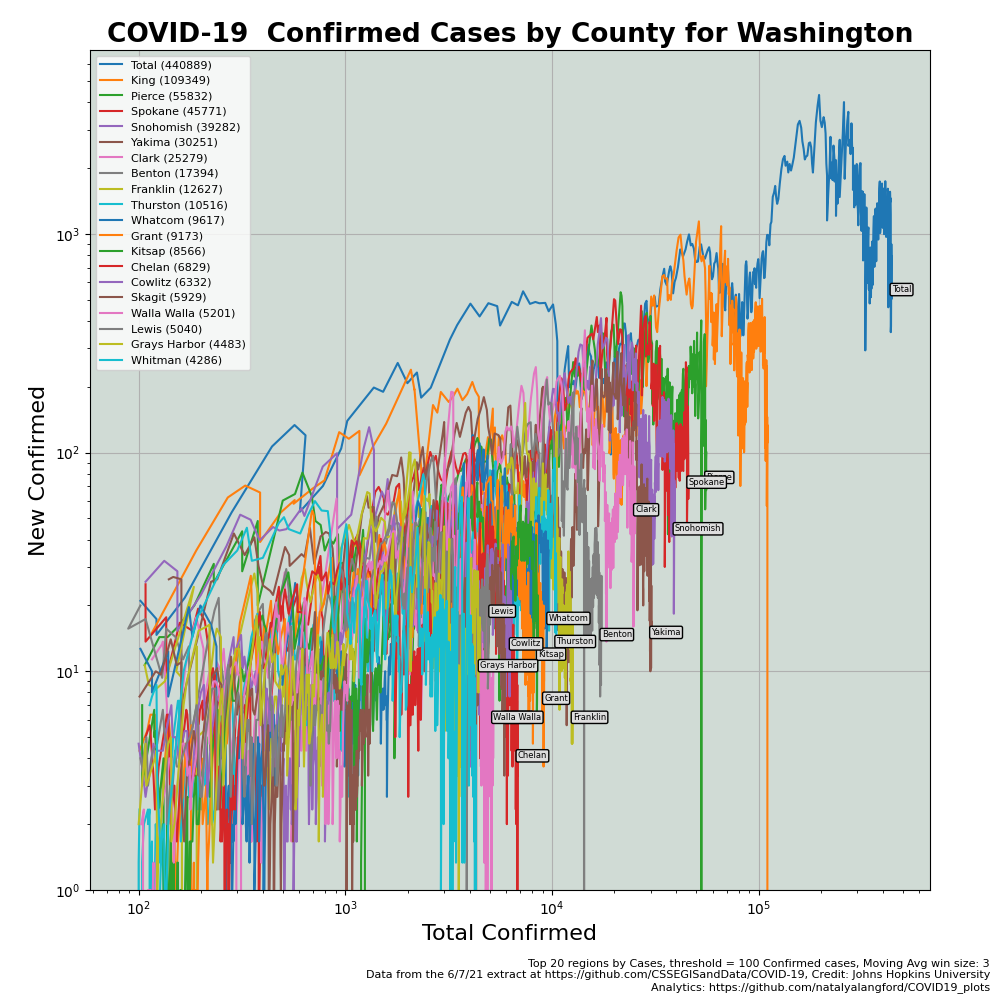 COVID-19  Confirmed Cases by County for Washington
Total (440889)
King (109349)
Pierce (55832)
Spokane (45771)
Snohomish (39282)
Yakima (30251)
Clark (25279)
Benton (17394)
Franklin (12627)
Thurston (10516)
Whatcom (9617)
Grant (9173)
Kitsap (8566)
Chelan (6829)
Cowlitz (6332)
Skagit (5929)
Walla Walla (5201)
Lewis (5040)
Grays Harbor (4483)
Whitman (4286)
New Confirmed
10³
10²
10¹
10⁰
Total
Spokane
Clark
Snohomish
Lewis
Whatcom
Cowlitz
Thurston
Benton
Yakima
Kitsap
Grays Harbor
Grant
Walla Walla
Franklin
Chelan
10²
10³
10⁴
10⁵
Total Confirmed
Top 20 regions by Cases, threshold = 100 Confirmed cases, Moving Avg win size: 3
Data from the 6/7/21 extract at https://github.com/CSSEGISandData/COVID-19, Credit: Johns Hopkins University
Analytics: https://github.com/natalyalangford/COVID19_plots